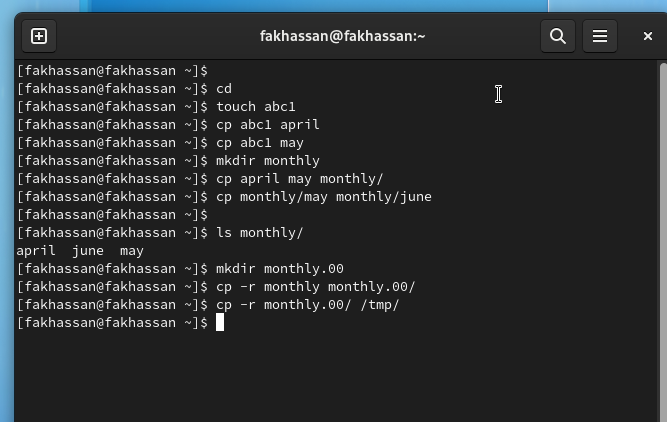 fakhassan@fakhassan:~
[fakhassan@fakhassan ~]$
[fakhassan@fakhassan ~]$ cd
[fakhassan@fakhassan ~]$ touch abc1
[fakhassan@fakhassan ~]$ cp abc1 april
[fakhassan@fakhassan ~]$ cp abc1 may
[fakhassan@fakhassan ~]$ mkdir monthly
[fakhassan@fakhassan ~]$ cp april may monthly/
[fakhassan@fakhassan ~]$ cp monthly/may monthly/june
[fakhassan@fakhassan ~]$
[fakhassan@fakhassan ~]$ ls monthly/
april  june  may
[fakhassan@fakhassan ~]$ mkdir monthly.00
[fakhassan@fakhassan ~]$ cp -r monthly monthly.00/
[fakhassan@fakhassan ~]$ cp -r monthly.00/ /tmp/
[fakhassan@fakhassan ~]$